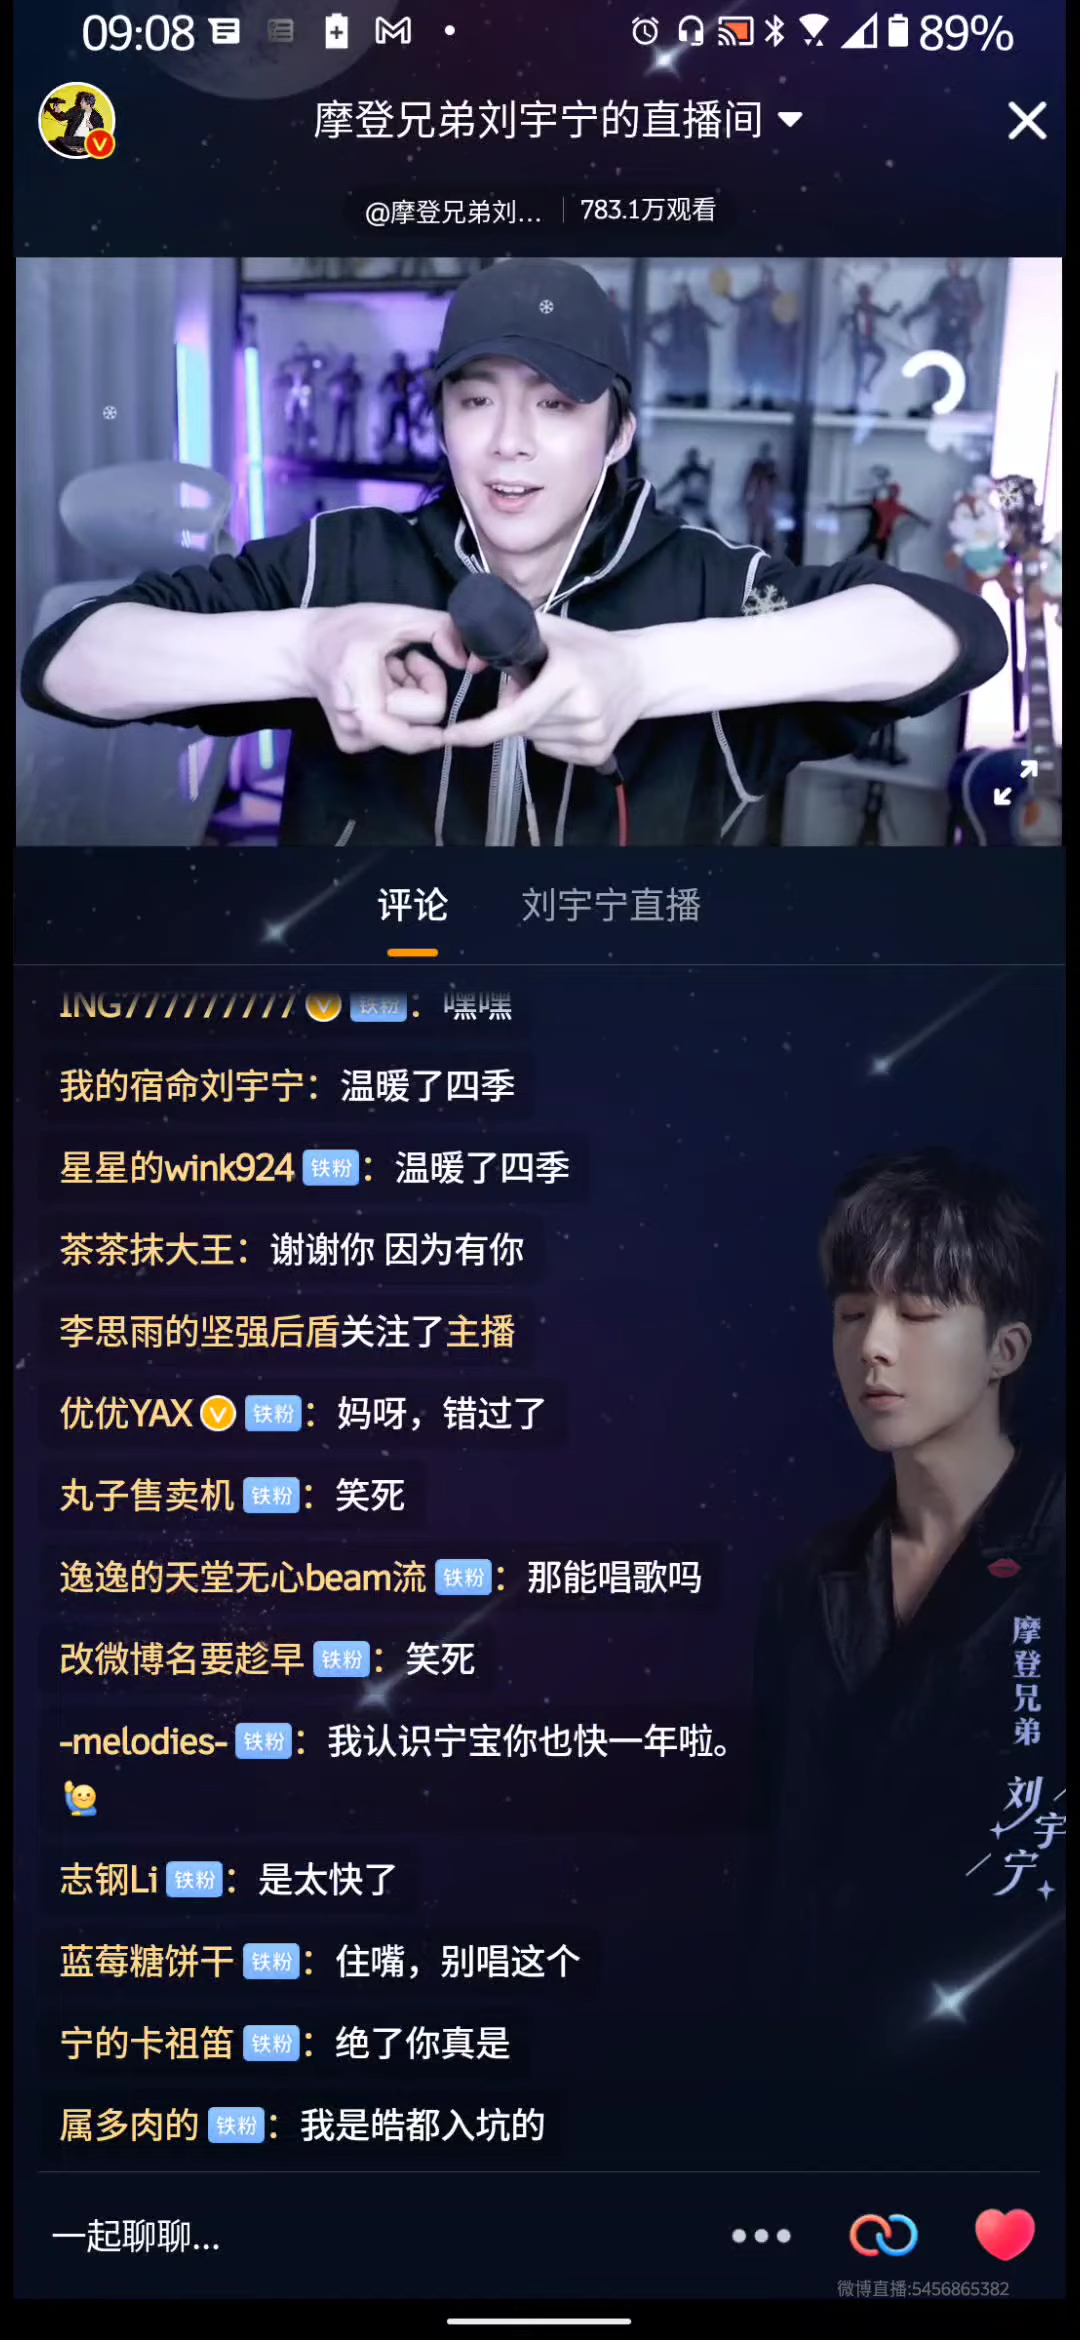 09:08 89%
摩登兄弟刘宇宁的直播间
@摩登兄弟刘... 783.1万观看
评论 刘宇宁直播
ING777777777 铁粉：嘿嘿
我的宿命刘宇宁：温暖了四季
星星的wink924 铁粉：温暖了四季
茶茶抹大王：谢谢你 因为有你
李思雨的坚强后盾关注了主播
优优YAX 铁粉：妈呀，错过了
丸子售卖机 铁粉：笑死
逸逸的天堂无心beam流 铁粉：那能唱歌吗
改微博名要趁早 铁粉：笑死
-melodies- 铁粉：我认识宁宝你也快一年啦。
🙋
志钢Li 铁粉：是太快了
蓝莓糖饼干 铁粉：住嘴，别唱这个
宁的卡祖笛 铁粉：绝了你真是
属多肉的 铁粉：我是皓都入坑的
摩登兄弟
刘宇宁
一起聊聊...
微博直播:5456865382